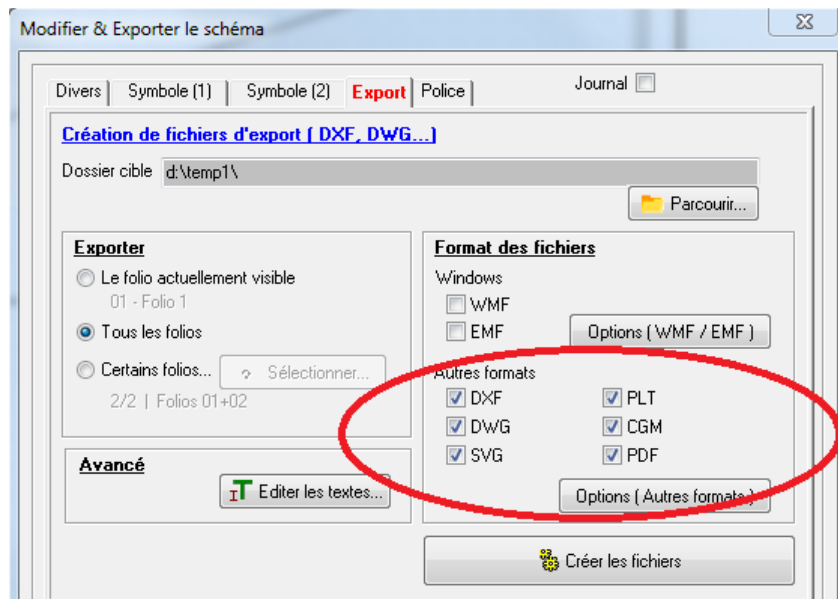 Modifier & Exporter le schéma
Divers Symbole (1) Symbole (2) Export Police Journal
Création de fichiers d'export ( DXF, DWG...)
Dossier cible d:\temp1\
Parcourir...
Exporter
Le folio actuellement visible
01 - Folio 1
Tous les folios
Certains folios... Sélectionner...
2/2 | Folios 01+02
Avancé
Editer les textes...
Format des fichiers
Windows
WMF
EMF Options ( WMF / EMF )
Autres formats
DXF PLT
DWG CGM
SVG PDF
Options ( Autres formats )
Créer les fichiers